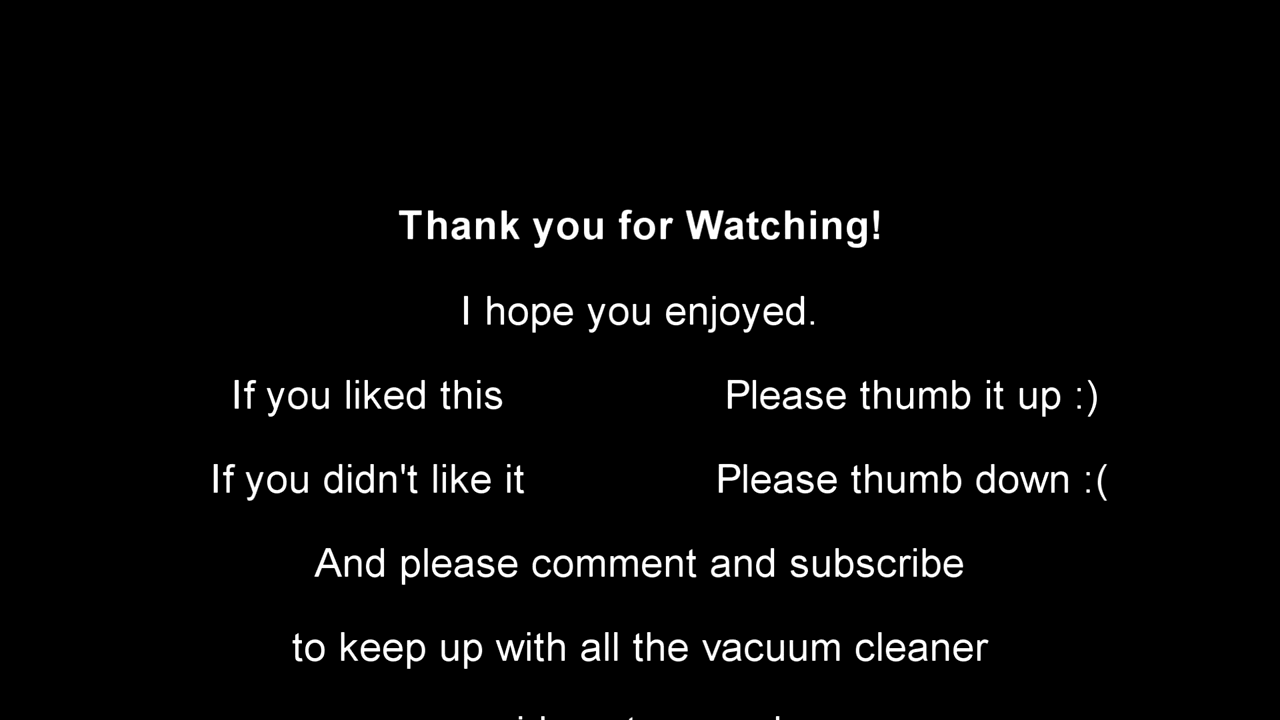 Thank you for Watching!
I hope you enjoyed.
If you liked this Please thumb it up :)
If you didn't like it Please thumb down :(
And please comment and subscribe
to keep up with all the vacuum cleaner